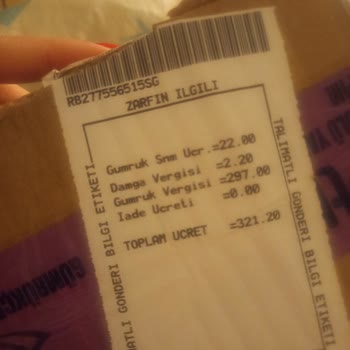 RB277556515SG
ZARFIN ILGILI
Gumruk Snm Ucr.=22.00
Damga Vergisi =2.20
Gumruk Vergisi =297.00
Iade Ucreti =0.00
TOPLAM UCRET =321.20
TALIMATLI GONDERI BILGI ETIKETI
TALIMATLI GONDERI BILGI ETIKETI